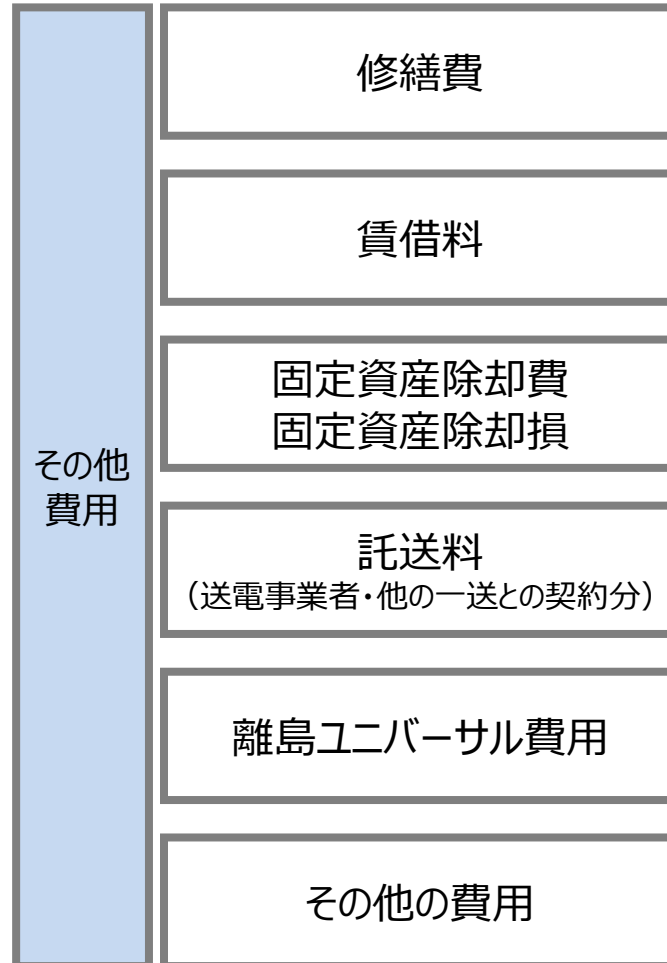 その他
費用
修繕費
賃借料
固定資産除却費
固定資産除却損
託送料
（送電事業者・他の一送との契約分）
離島ユニバーサル費用
その他の費用